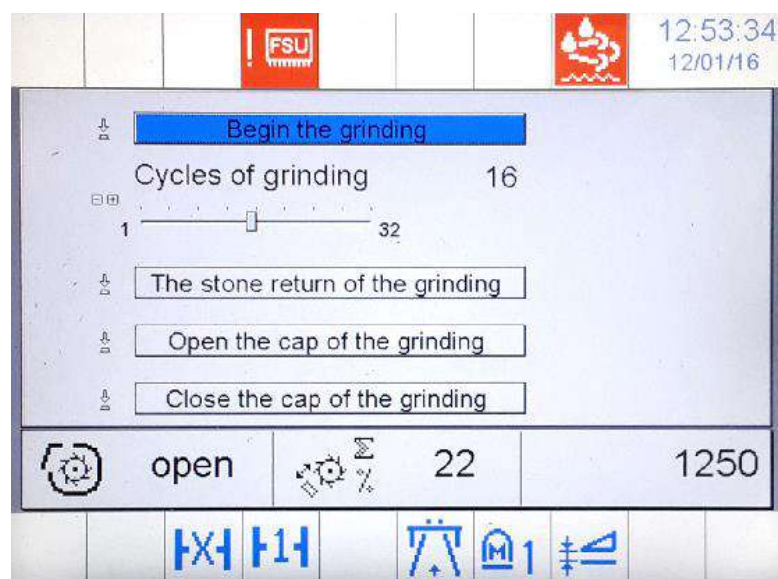 ! FSU
12:53:34
12/01/16
Begin the grinding
Cycles of grinding 16
1 32
The stone return of the grinding
Open the cap of the grinding
Close the cap of the grinding
open Σ % 22 1250
X 1 M 1